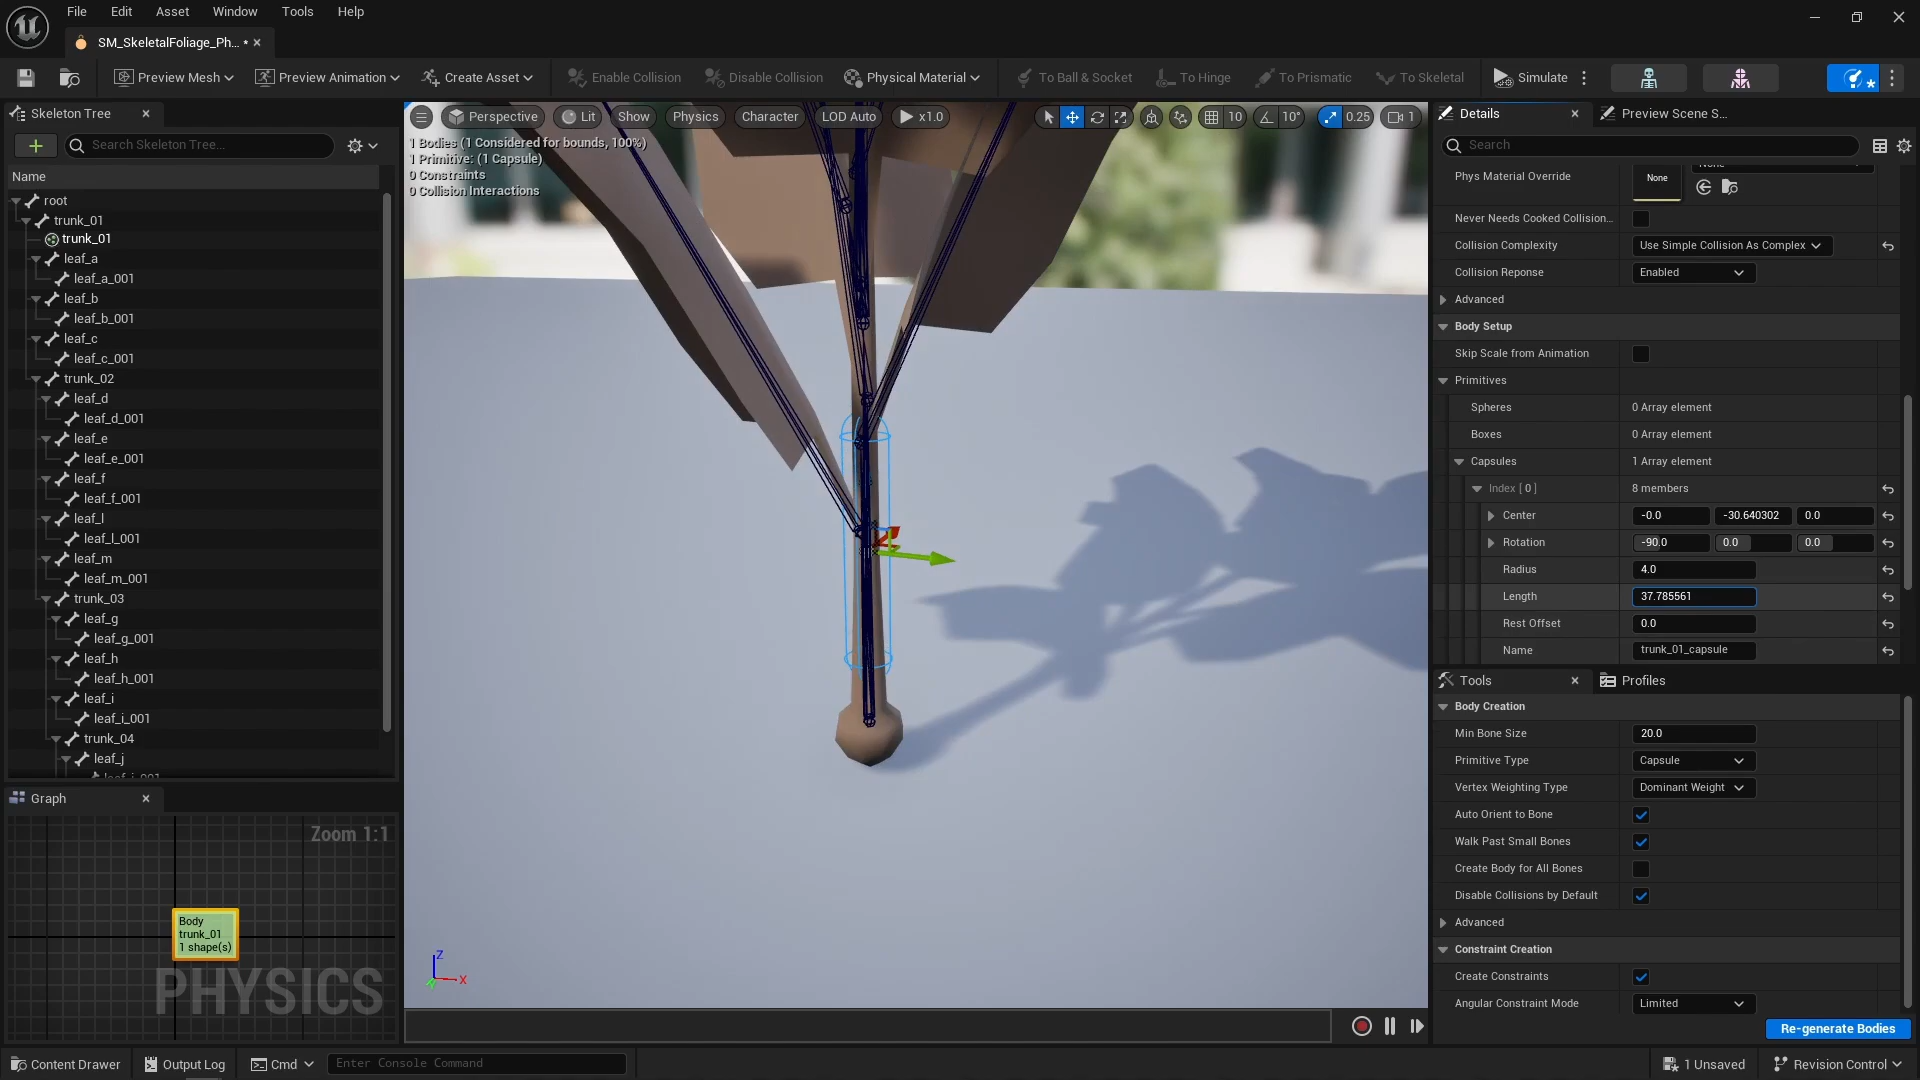 File Edit Asset Window Tools Help
SM_SkeletalFoliage_Ph... •
Preview Mesh Preview Animation Create Asset Enable Collision Disable Collision Physical Material To Ball & Socket To Hinge To Prismatic To Skeletal Simulate
Skeleton Tree
Search Skeleton Tree...
Name
root
trunk_01
trunk_01
leaf_a
leaf_a_001
leaf_b
leaf_b_001
leaf_c
leaf_c_001
trunk_02
leaf_d
leaf_d_001
leaf_e
leaf_e_001
leaf_f
leaf_f_001
leaf_l
leaf_l_001
leaf_m
leaf_m_001
trunk_03
leaf_g
leaf_g_001
leaf_h
leaf_h_001
leaf_i
leaf_i_001
trunk_04
leaf_j
Graph
Zoom 1:1
Body
trunk_01
1 shape(s)
PHYSICS
Perspective Lit Show Physics Character LOD Auto x1.0 10 10° 0.25 1
1 Bodies (1 Considered for bounds, 100%)
1 Primitive: (1 Capsule)
0 Constraints
0 Collision Interactions
Z
X
Y
Details Preview Scene S...
Search
Phys Material Override None
Never Needs Cooked Collision...
Collision Complexity Use Simple Collision As Complex
Collision Reponse Enabled
Advanced
Body Setup
Skip Scale from Animation
Primitives
Spheres 0 Array element
Boxes 0 Array element
Capsules 1 Array element
Index [ 0 ] 8 members
Center -0.0 -30.640302 0.0
Rotation -90.0 0.0 0.0
Radius 4.0
Length 37.785561
Rest Offset 0.0
Name trunk_01_capsule
Tools Profiles
Body Creation
Min Bone Size 20.0
Primitive Type Capsule
Vertex Weighting Type Dominant Weight
Auto Orient to Bone
Walk Past Small Bones
Create Body for All Bones
Disable Collisions by Default
Advanced
Constraint Creation
Create Constraints
Angular Constraint Mode Limited
Re-generate Bodies
Content Drawer Output Log Cmd Enter Console Command 1 Unsaved Revision Control